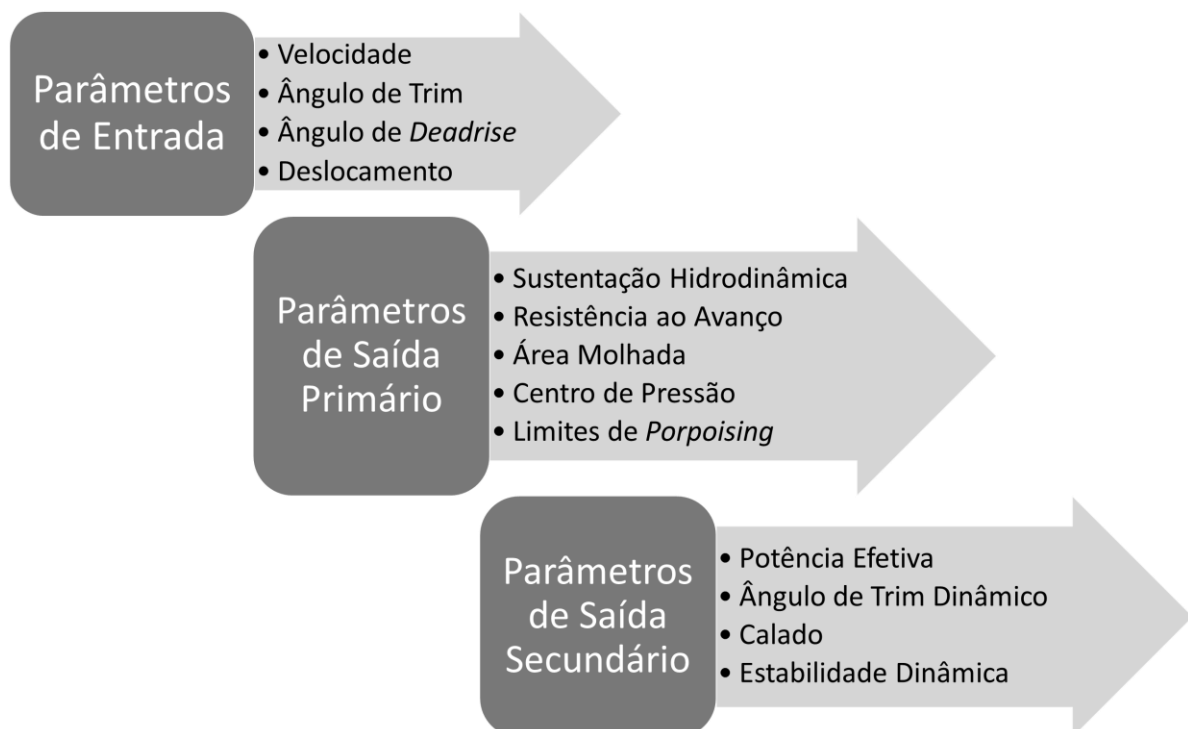 Parâmetros
de Entrada
• Velocidade
• Ângulo de Trim
• Ângulo de Deadrise
• Deslocamento
Parâmetros
de Saída
Primário
• Sustentação Hidrodinâmica
• Resistência ao Avanço
• Área Molhada
• Centro de Pressão
• Limites de Porpoising
Parâmetros
de Saída
Secundário
• Potência Efetiva
• Ângulo de Trim Dinâmico
• Calado
• Estabilidade Dinâmica